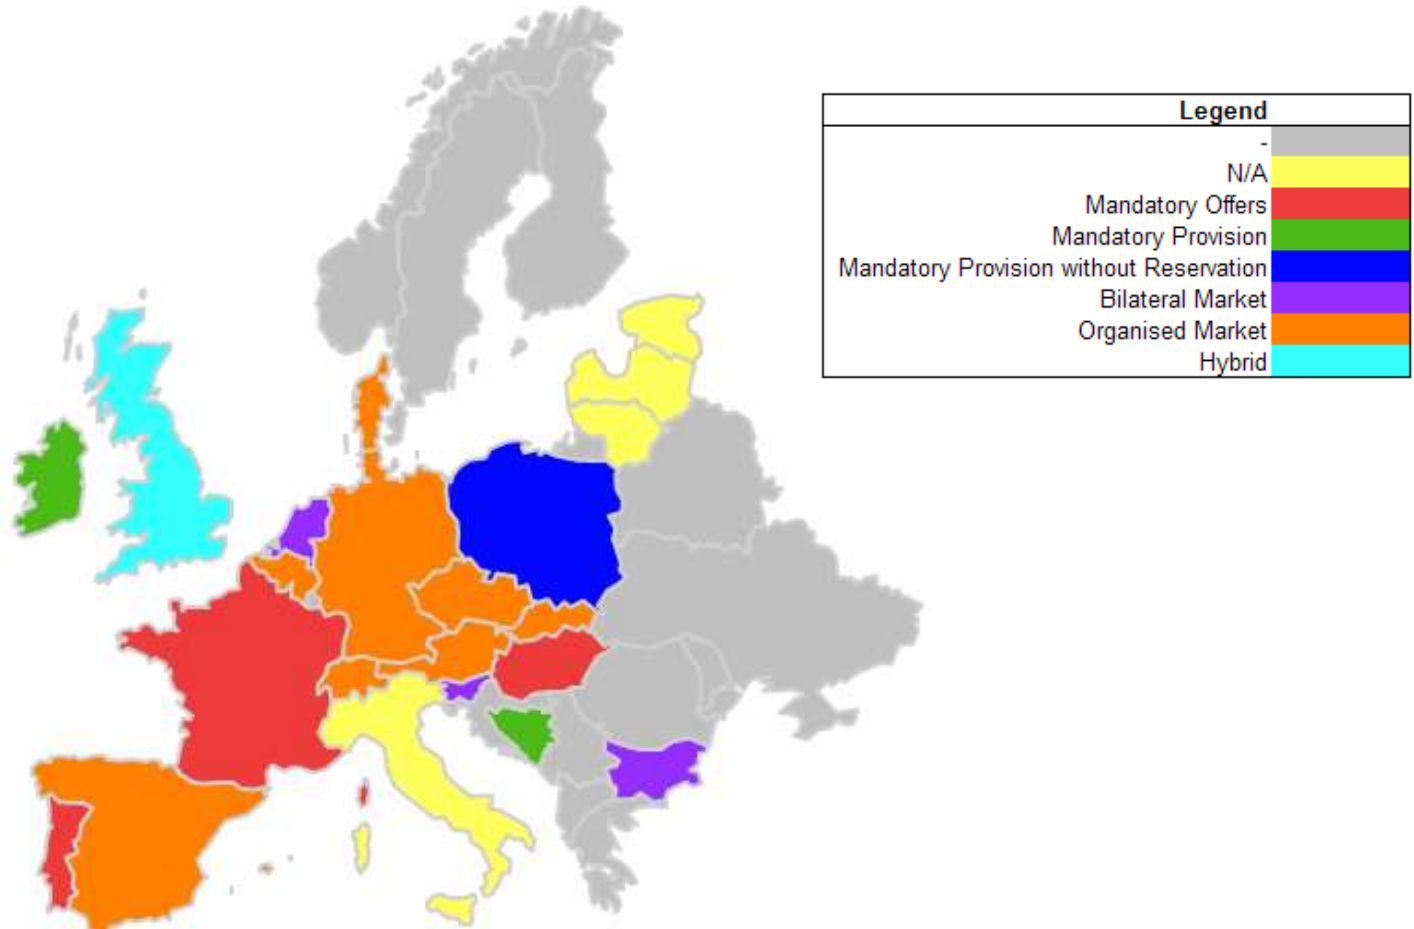 Legend
-
N/A
Mandatory Offers
Mandatory Provision
Mandatory Provision without Reservation
Bilateral Market
Organised Market
Hybrid